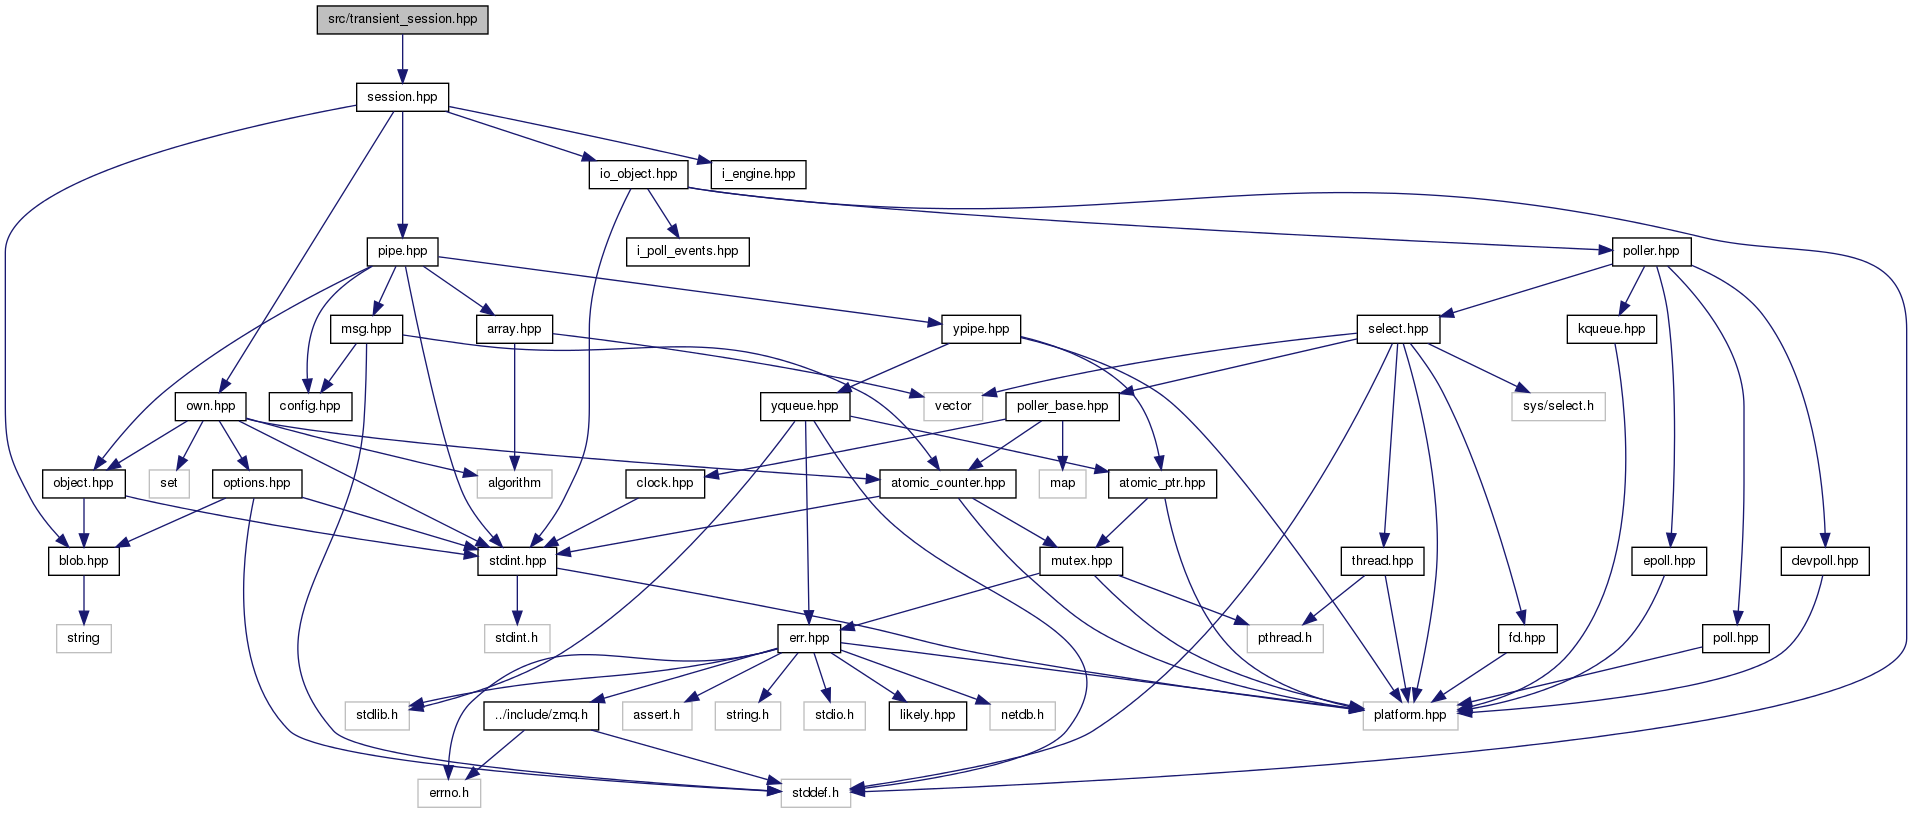 src/transient_session.hpp
session.hpp
io_object.hpp
i_engine.hpp
pipe.hpp
i_poll_events.hpp
poller.hpp
msg.hpp
array.hpp
ypipe.hpp
select.hpp
kqueue.hpp
own.hpp
config.hpp
yqueue.hpp
vector
poller_base.hpp
sys/select.h
object.hpp
set
options.hpp
algorithm
clock.hpp
atomic_counter.hpp
map
atomic_ptr.hpp
blob.hpp
stdint.hpp
mutex.hpp
thread.hpp
epoll.hpp
devpoll.hpp
string
stdint.h
err.hpp
pthread.h
fd.hpp
poll.hpp
stdlib.h
../include/zmq.h
assert.h
string.h
stdio.h
likely.hpp
netdb.h
platform.hpp
errno.h
stddef.h